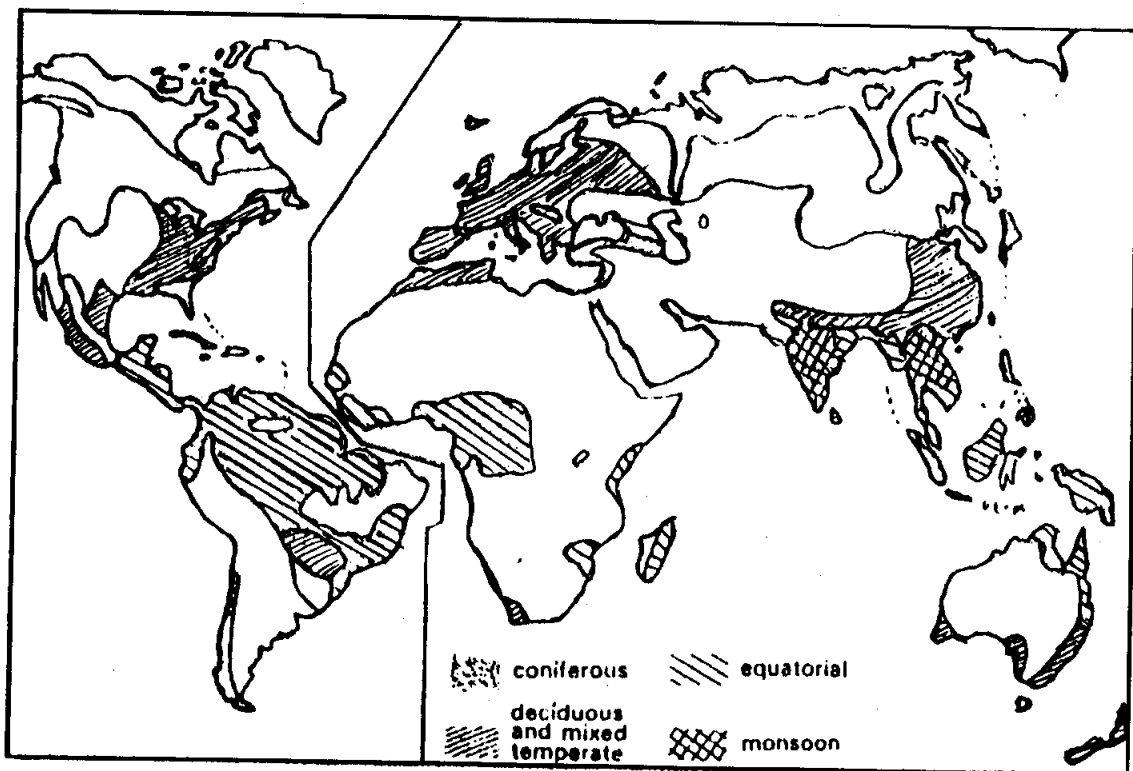 coniferous
equatorial
deciduous
and mixed
temperate
monsoon